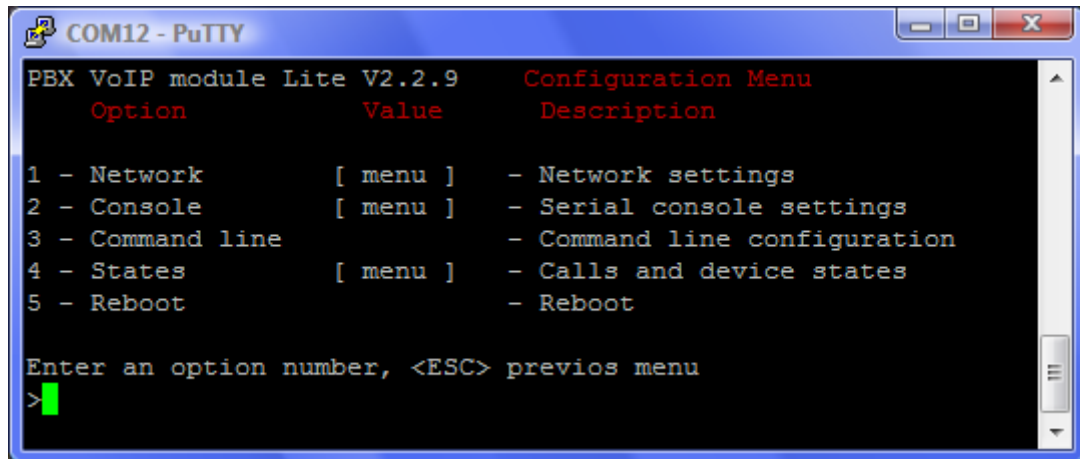 COM12 - PuTTY
PBX VoIP module Lite V2.2.9 Configuration Menu
Option Value Description
1 - Network [ menu ] - Network settings
2 - Console [ menu ] - Serial console settings
3 - Command line - Command line configuration
4 - States [ menu ] - Calls and device states
5 - Reboot - Reboot
Enter an option number, <ESC> previos menu
>